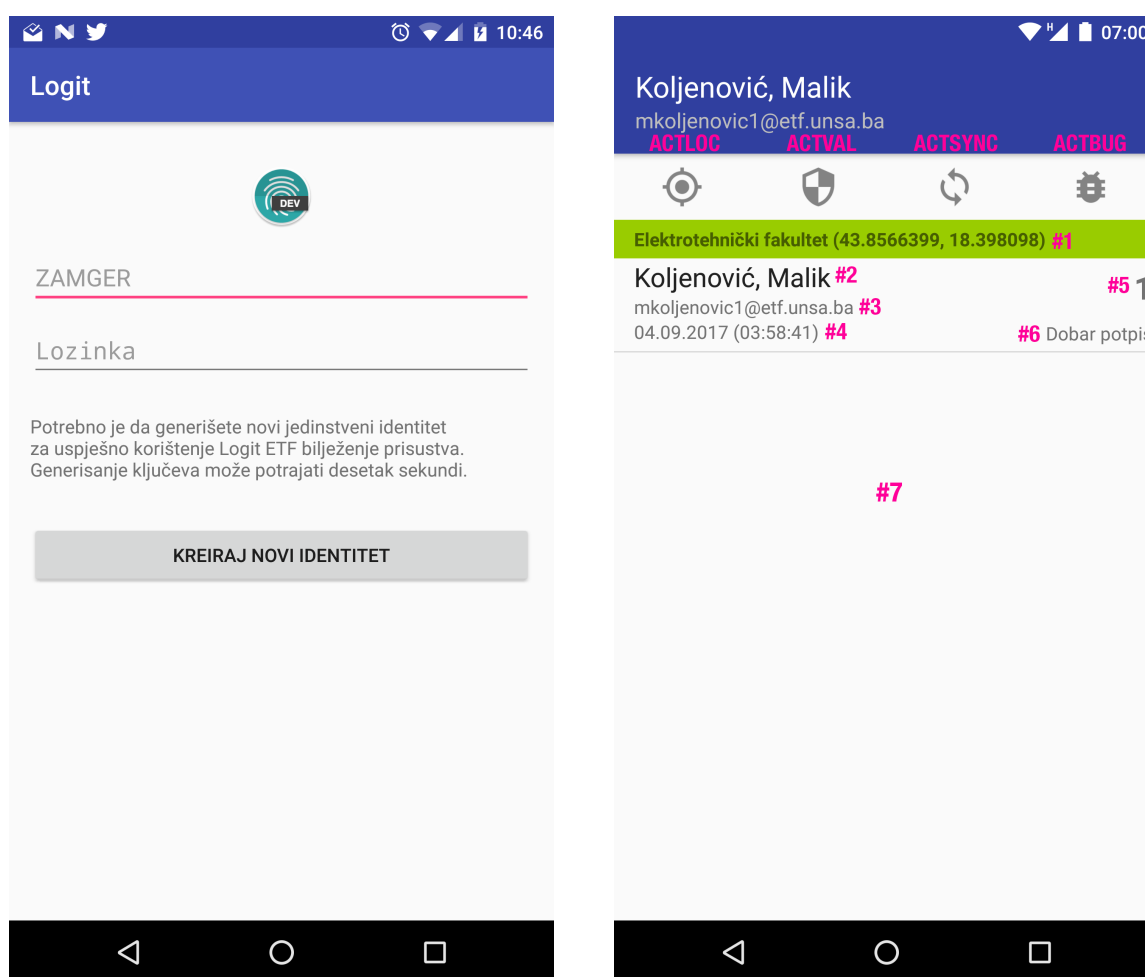 10:46
Logit
DEV
ZAMGER
Lozinka
Potrebno je da generišete novi jedinstveni identitet
za uspješno korištenje Logit ETF bilježenje prisustva.
Generisanje ključeva može potrajati desetak sekundi.
KREIRAJ NOVI IDENTITET
H 07:00
Koljenović, Malik
mkoljenovic1@etf.unsa.ba
ACTLOC ACTVAL ACTSYNC ACTBUG
Elektrotehnički fakultet (43.8566399, 18.398098) #1
Koljenović, Malik #2 #5 1
mkoljenovic1@etf.unsa.ba #3
04.09.2017 (03:58:41) #4 #6 Dobar potpis
#7